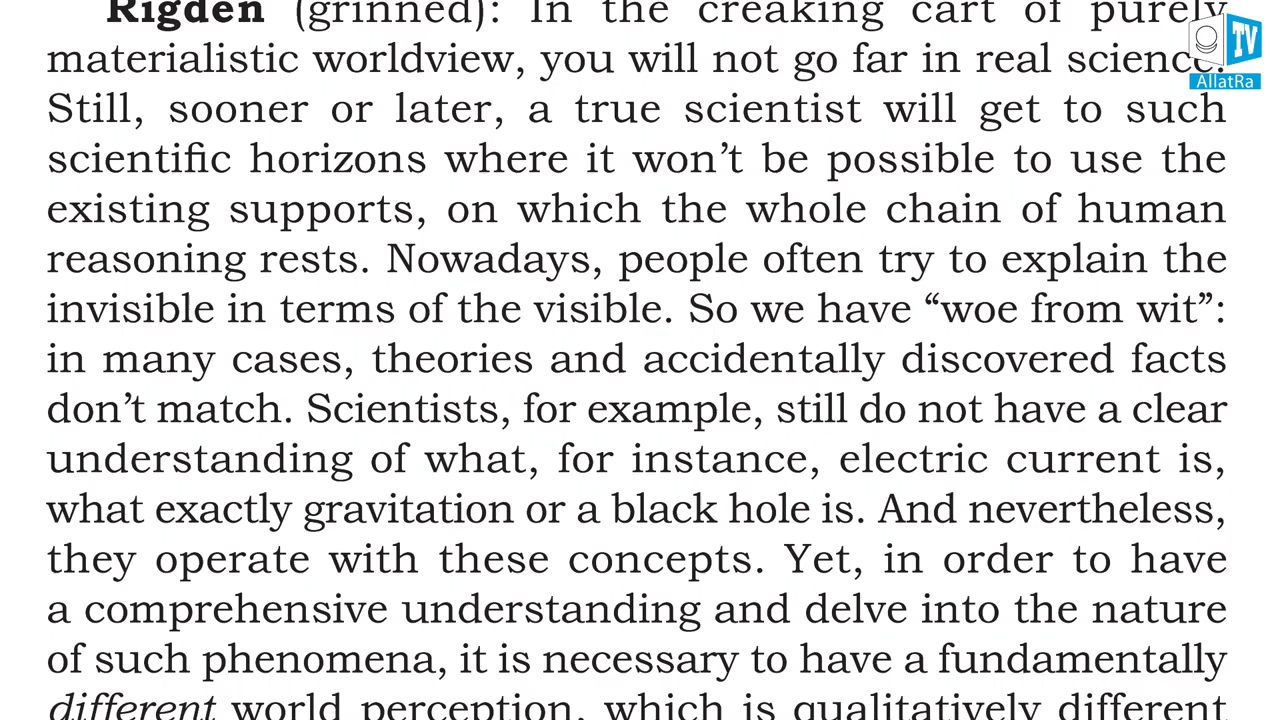 Rigden (grinned): In the creaking cart of purely
materialistic worldview, you will not go far in real science.
Still, sooner or later, a true scientist will get to such
scientific horizons where it won’t be possible to use the
existing supports, on which the whole chain of human
reasoning rests. Nowadays, people often try to explain the
invisible in terms of the visible. So we have “woe from wit”:
in many cases, theories and accidentally discovered facts
don’t match. Scientists, for example, still do not have a clear
understanding of what, for instance, electric current is,
what exactly gravitation or a black hole is. And nevertheless,
they operate with these concepts. Yet, in order to have
a comprehensive understanding and delve into the nature
of such phenomena, it is necessary to have a fundamentally
different world perception, which is qualitatively different
TV
AllatRa